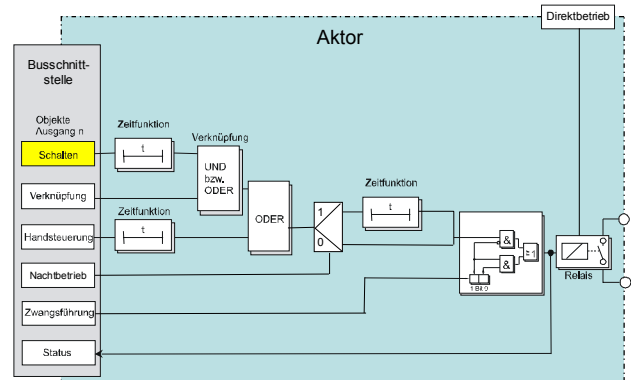 Direktbetrieb
Aktor
Busschnitt-
stelle
Objekte
Ausgang n
Zeitfunktion
t
Schalten
Verknüpfung
UND
bzw.
ODER
Verknüpfung
Zeitfunktion
t
Handsteuerung
ODER
1
0
Zeitfunktion
t
&
&
≥1
1 Bit 0
Relais
Nachtbetrieb
Zwangsführung
Status